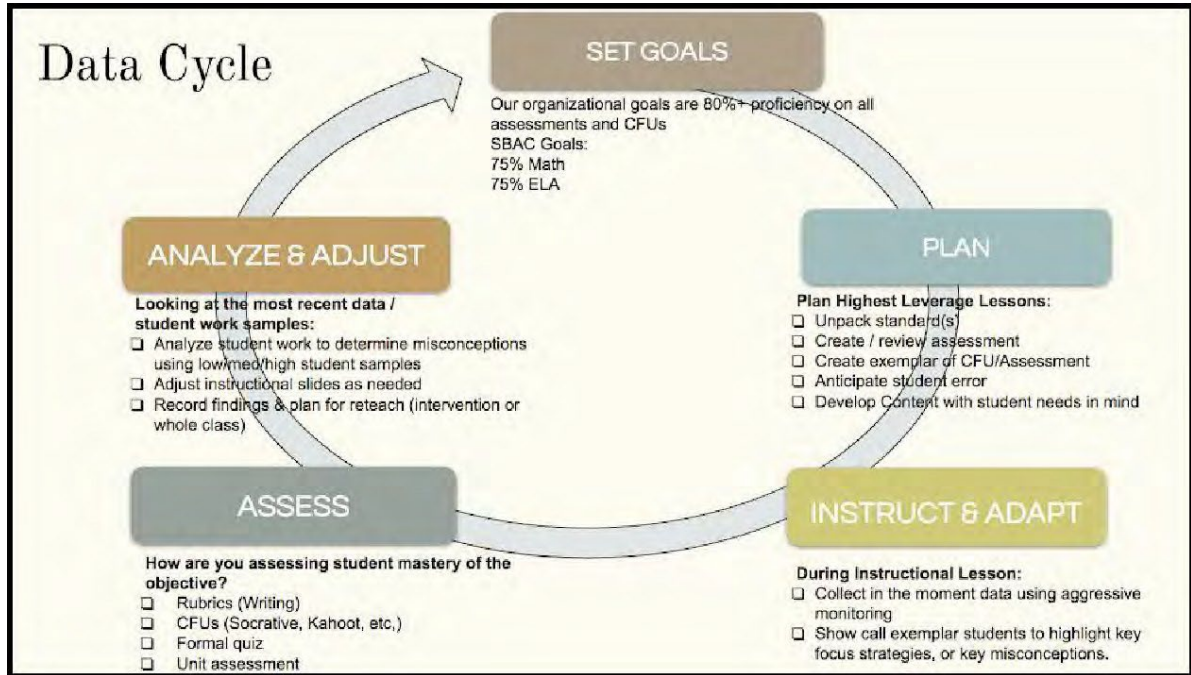 Data Cycle
SET GOALS
Our organizational goals are 80%+ proficiency on all
assessments and CFUs
SBAC Goals:
75% Math
75% ELA
PLAN
Plan Highest Leverage Lessons:
❑ Unpack standard(s)
❑ Create / review assessment
❑ Create exemplar of CFU/Assessment
❑ Anticipate student error
❑ Develop Content with student needs in mind
INSTRUCT & ADAPT
During Instructional Lesson:
❑ Collect in the moment data using aggressive
monitoring
❑ Show call exemplar students to highlight key
focus strategies, or key misconceptions.
ASSESS
How are you assessing student mastery of the
objective?
❑ Rubrics (Writing)
❑ CFUs (Socrative, Kahoot, etc,)
❑ Formal quiz
❑ Unit assessment
ANALYZE & ADJUST
Looking at the most recent data /
student work samples:
❑ Analyze student work to determine misconceptions
using low/med/high student samples
❑ Adjust instructional slides as needed
❑ Record findings & plan for reteach (intervention or
whole class)